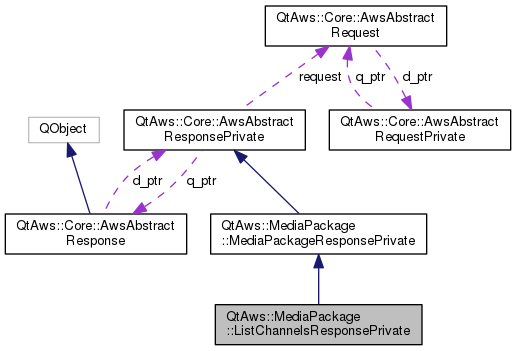 QtAws::Core::AwsAbstract
Request
request
q_ptr
d_ptr
QObject
QtAws::Core::AwsAbstract
ResponsePrivate
QtAws::Core::AwsAbstract
RequestPrivate
d_ptr
q_ptr
QtAws::Core::AwsAbstract
Response
QtAws::MediaPackage
::MediaPackageResponsePrivate
QtAws::MediaPackage
::ListChannelsResponsePrivate